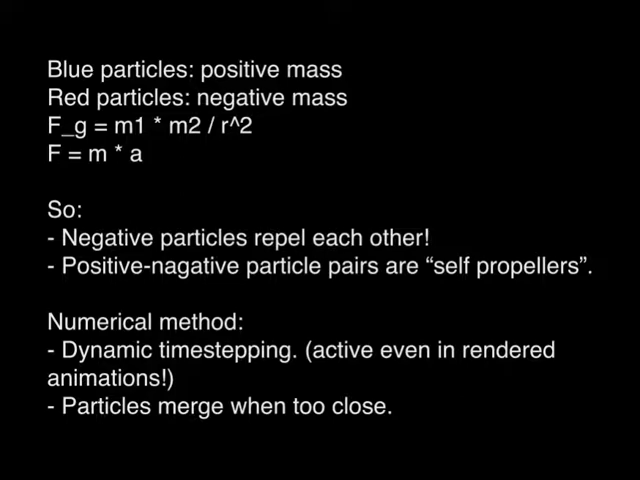 Blue particles: positive mass
Red particles: negative mass
F_g = m1 * m2 / r^2
F = m * a
So:
- Negative particles repel each other!
- Positive-nagative particle pairs are “self propellers”.
Numerical method:
- Dynamic timestepping. (active even in rendered
animations!)
- Particles merge when too close.